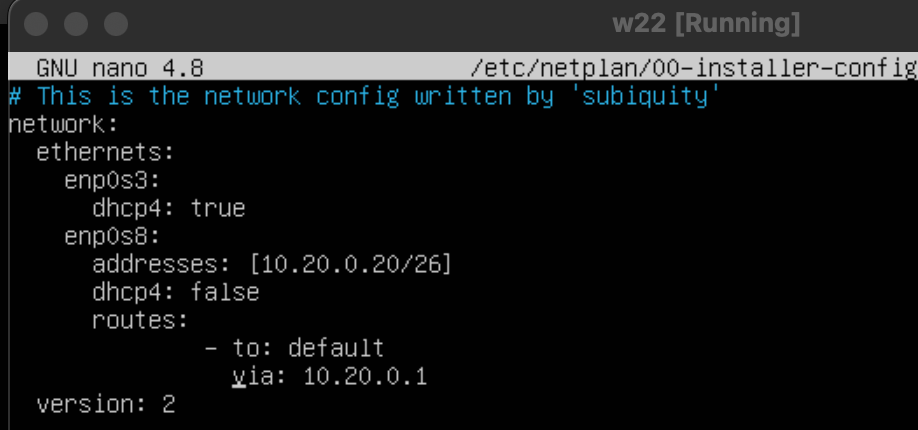 w22 [Running]
GNU nano 4.8 /etc/netplan/00-installer-config
# This is the network config written by 'subiquity'
network:
  ethernets:
    enp0s3:
      dhcp4: true
    enp0s8:
      addresses: [10.20.0.20/26]
      dhcp4: false
      routes:
              - to: default
                via: 10.20.0.1
  version: 2